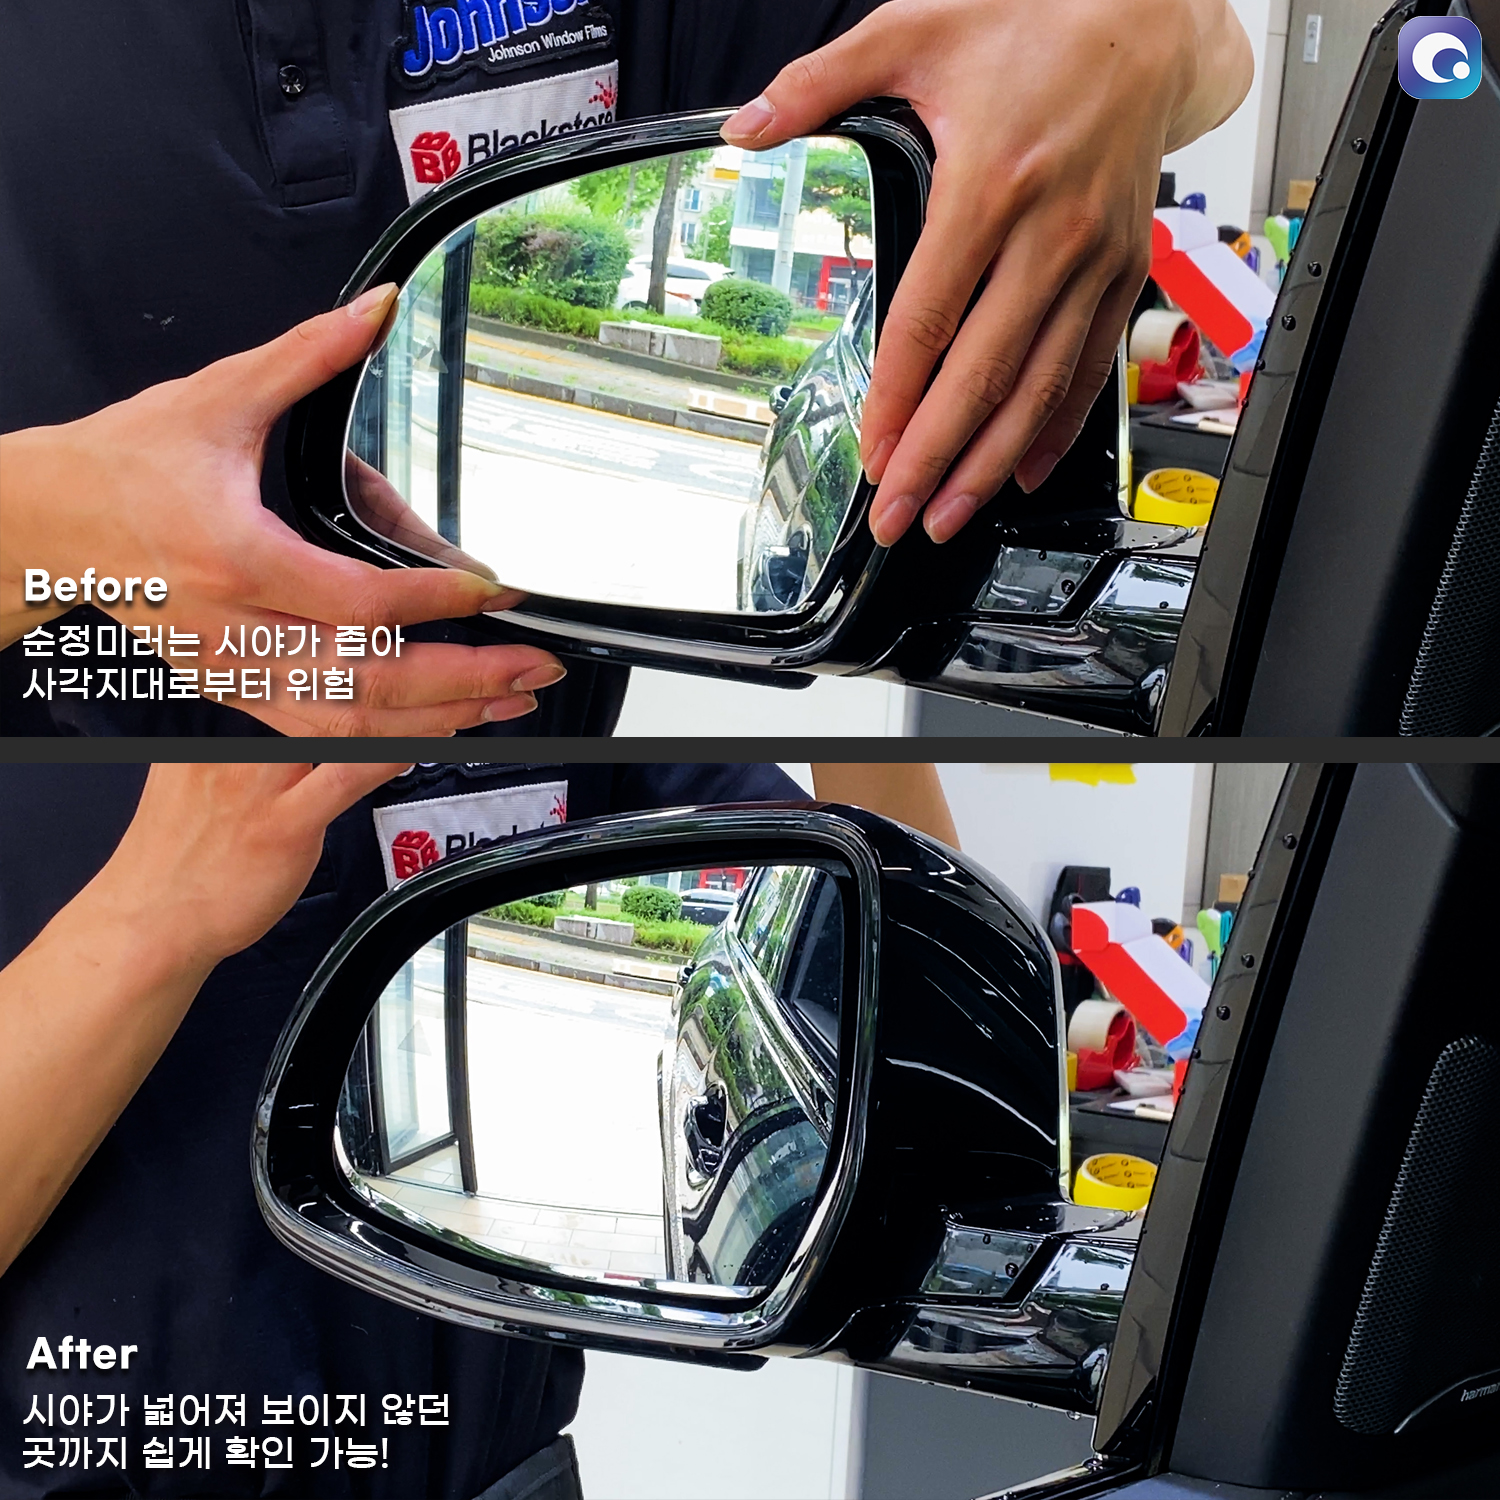 Johnson Window Films
Before
순정미러는 시야가 좁아
사각지대로부터 위험
After
시야가 넓어져 보이지 않던
곳까지 쉽게 확인 가능!